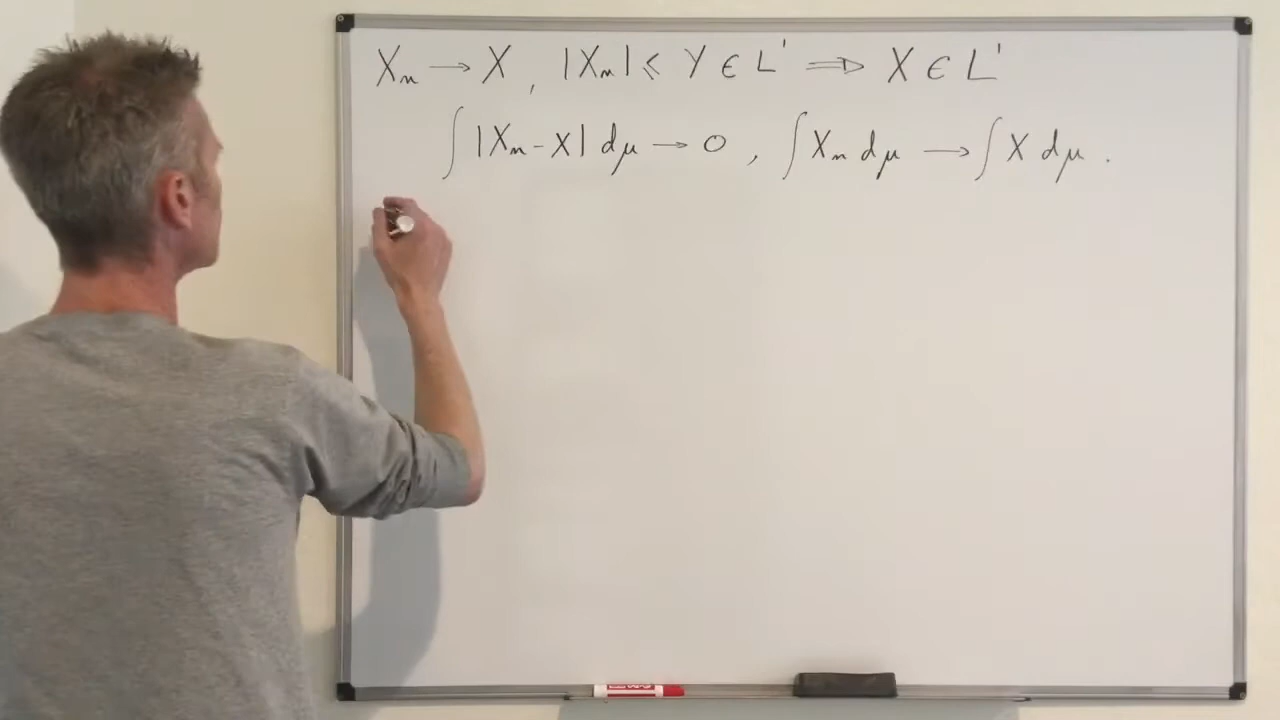 Xₙ → X , |Xₙ| ≤ Y ∈ L¹ ⟹ X ∈ L¹
∫ |Xₙ - X| dμ → 0 , ∫ Xₙ dμ → ∫ X dμ .